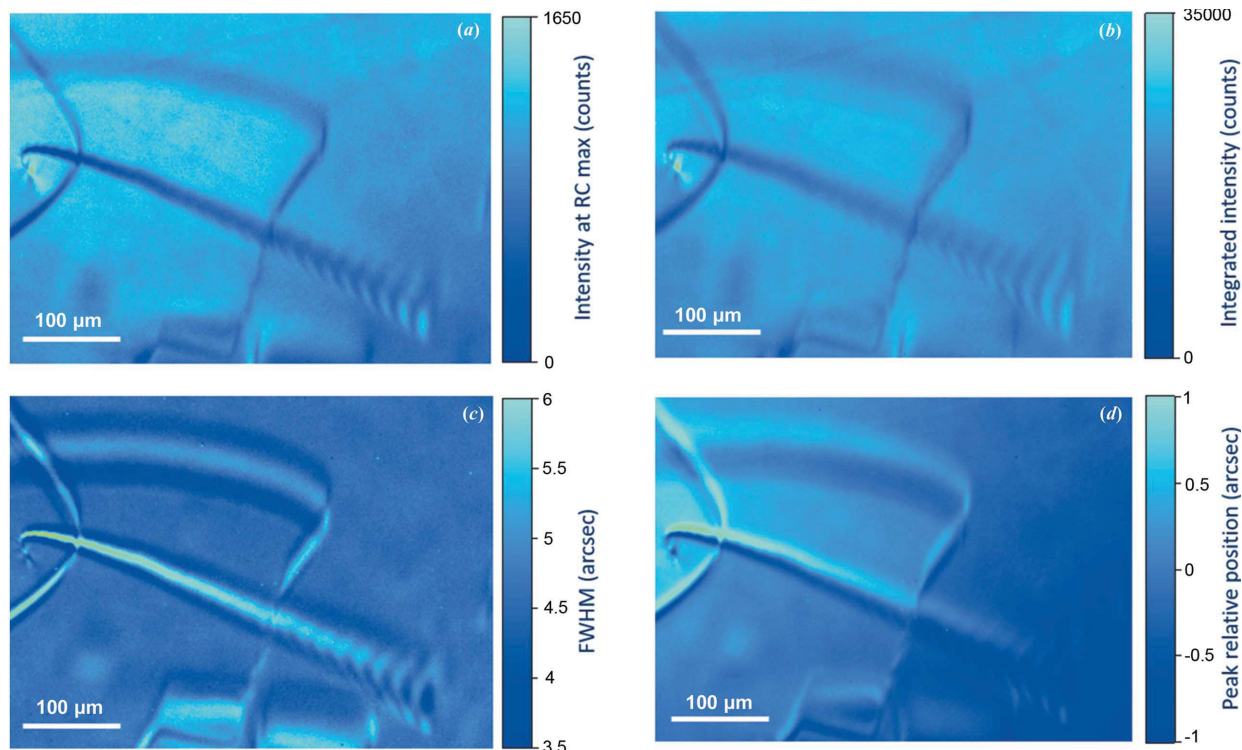 1650
(a)
Intensity at RC max (counts)
100 µm
0
35000
(b)
Integrated intensity (counts)
100 µm
0
6
(c)
5.5
5
FWHM (arcsec)
4.5
4
100 µm
3.5
1
(d)
0.5
Peak relative position (arcsec)
0
-0.5
100 µm
-1